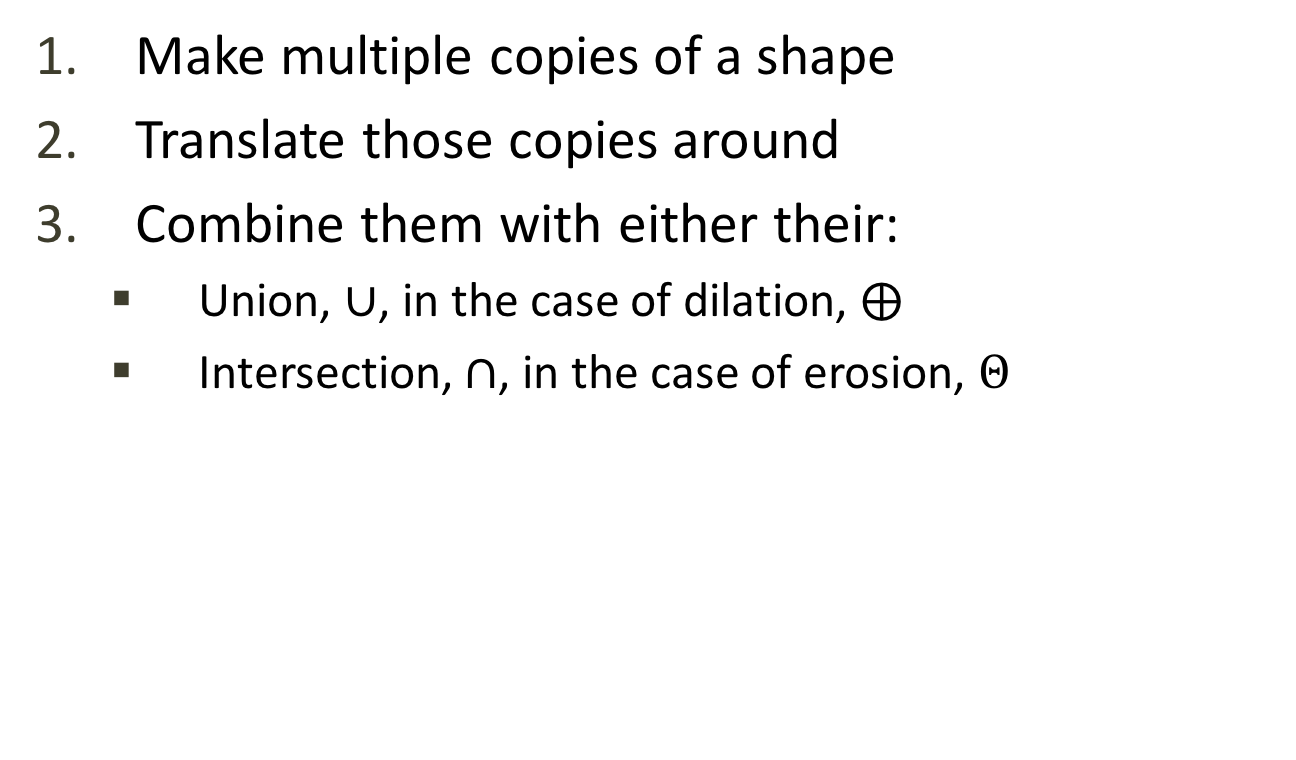 1. Make multiple copies of a shape
2. Translate those copies around
3. Combine them with either their:
▪ Union, ∪, in the case of dilation, ⊕
▪ Intersection, ∩, in the case of erosion, Θ